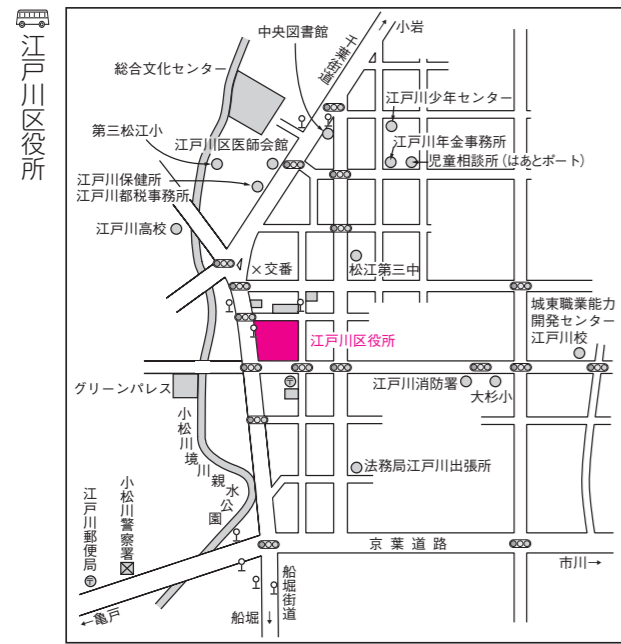 江戸川区役所
中央図書館
小岩
千葉街道
総合文化センター
江戸川少年センター
第三松江小
江戸川区医師会館
江戸川年金事務所
児童相談所（はあとポート）
江戸川保健所
江戸川都税事務所
江戸川高校
×交番
松江第三中
城東職業能力
開発センター
江戸川校
江戸川区役所
グリーンパレス
江戸川消防署
大杉小
小松川境川親水公園
法務局江戸川出張所
小松川警察署
江戸川郵便局
京葉道路
市川→
船堀街道
船堀↓
←亀戸